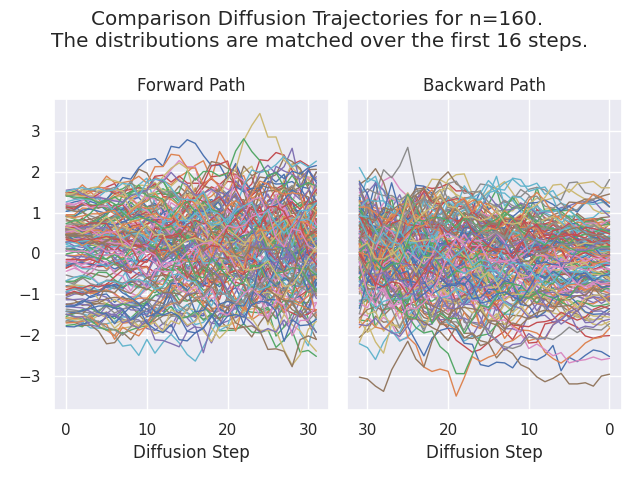 Comparison Diffusion Trajectories for n=160.
The distributions are matched over the first 16 steps.
Forward Path
Backward Path
3
2
1
0
−1
−2
−3
0 10 20 30
30 20 10 0
Diffusion Step
Diffusion Step